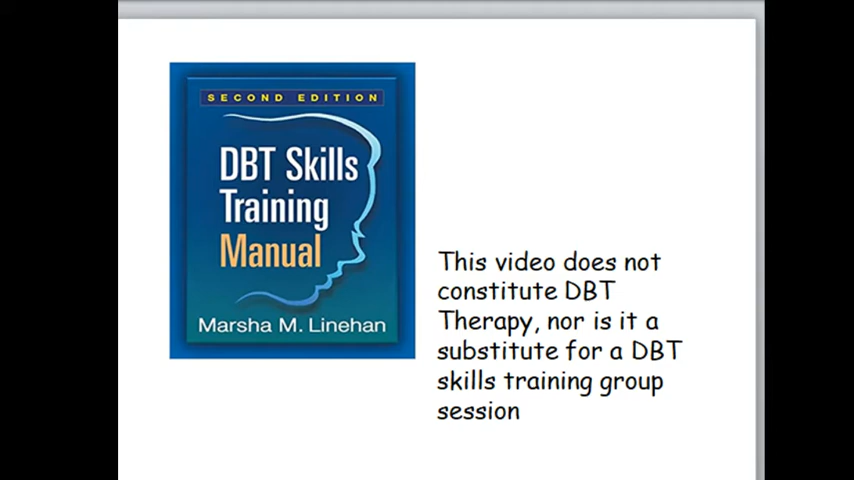 SECOND EDITION
DBT Skills
Training
Manual
Marsha M. Linehan
This video does not
constitute DBT
Therapy, nor is it a
substitute for a DBT
skills training group
session